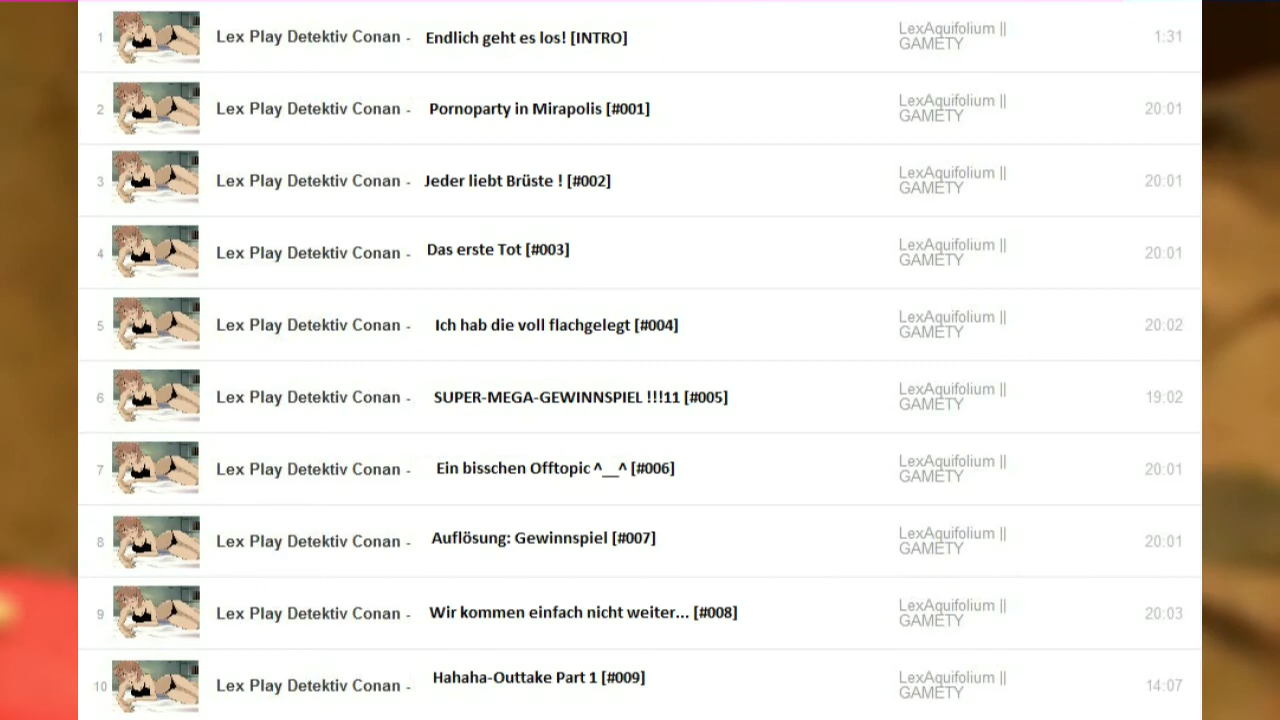 1 Lex Play Detektiv Conan - Endlich geht es los! [INTRO] LexAquifolium || GAMETY 1:31
2 Lex Play Detektiv Conan - Pornoparty in Mirapolis [#001] LexAquifolium || GAMETY 20:01
3 Lex Play Detektiv Conan - Jeder liebt Brüste ! [#002] LexAquifolium || GAMETY 20:01
4 Lex Play Detektiv Conan - Das erste Tot [#003] LexAquifolium || GAMETY 20:01
5 Lex Play Detektiv Conan - Ich hab die voll flachgelegt [#004] LexAquifolium || GAMETY 20:02
6 Lex Play Detektiv Conan - SUPER-MEGA-GEWINNSPIEL !!!11 [#005] LexAquifolium || GAMETY 19:02
7 Lex Play Detektiv Conan - Ein bisschen Offtopic ^__^ [#006] LexAquifolium || GAMETY 20:01
8 Lex Play Detektiv Conan - Auflösung: Gewinnspiel [#007] LexAquifolium || GAMETY 20:01
9 Lex Play Detektiv Conan - Wir kommen einfach nicht weiter... [#008] LexAquifolium || GAMETY 20:03
10 Lex Play Detektiv Conan - Hahaha-Outtake Part 1 [#009] LexAquifolium || GAMETY 14:07